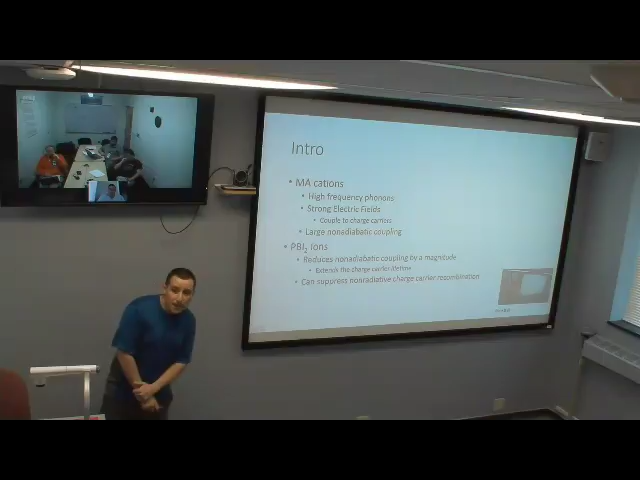 Intro
• MA cations
• High frequency phonons
• Strong Electric Fields
• Couple to charge carriers
• Large nonadiabatic coupling
• PBI₂ ions
• Reduces nonadiabatic coupling by a magnitude
• Extends the charge carrier lifetime
• Can suppress nonradiative charge carrier recombination